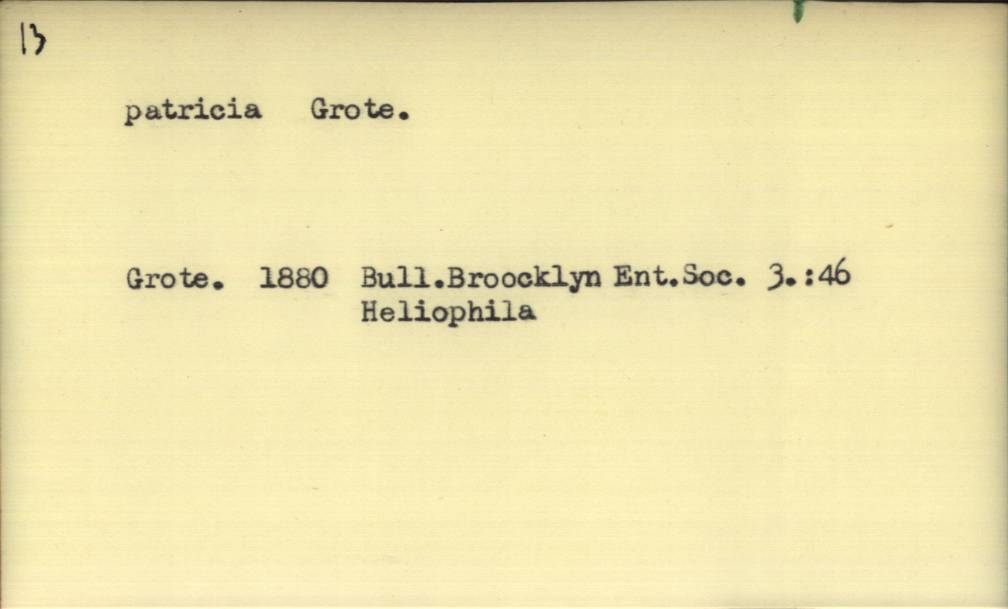 13
patricia Grote.
Grote. 1880 Bull.Broocklyn Ent.Soc. 3.:46
Heliophila